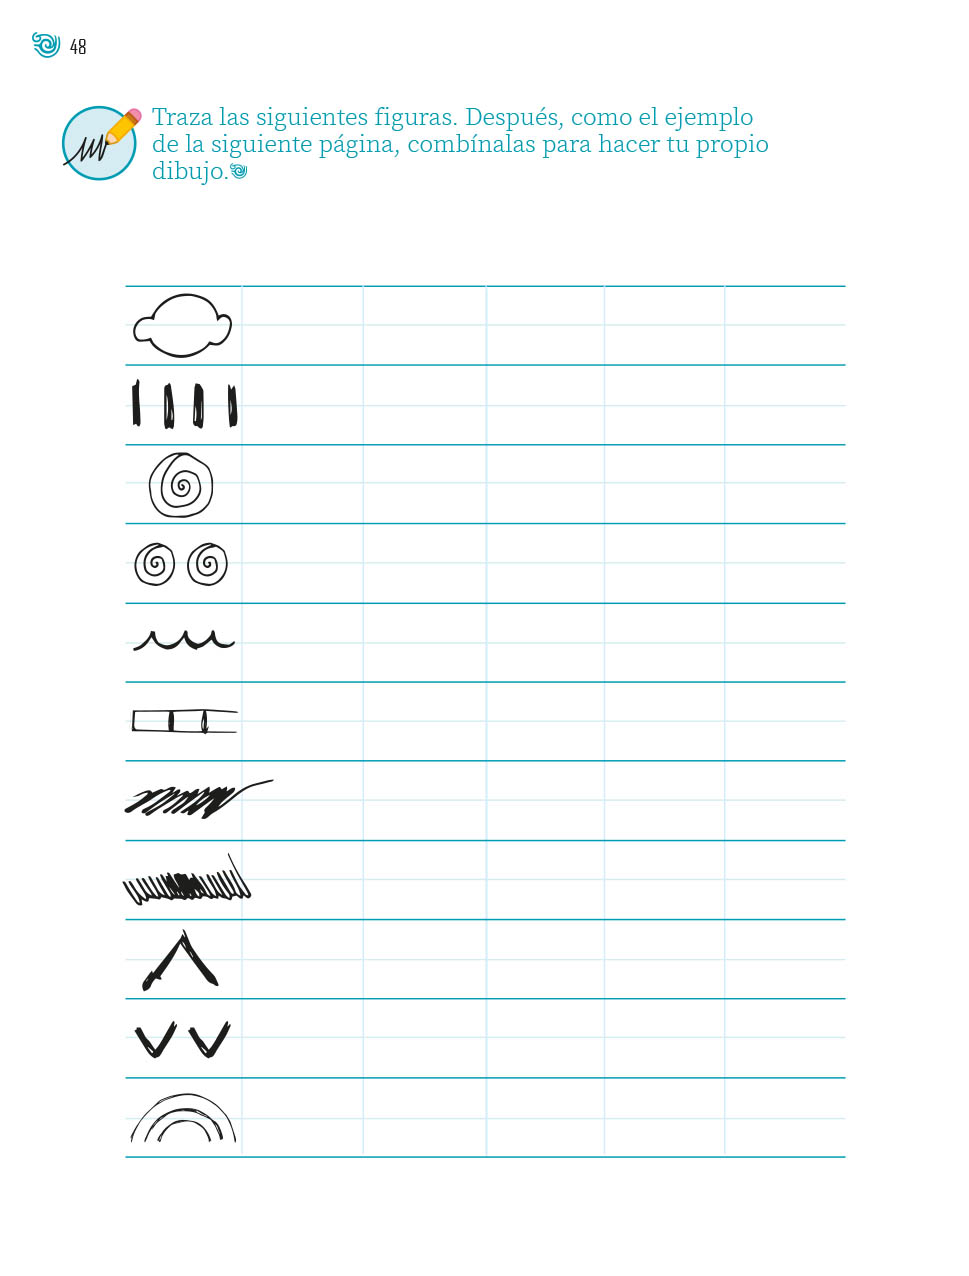 48
Traza las siguientes figuras. Después, como el ejemplo
de la siguiente página, combínalas para hacer tu propio
dibujo.